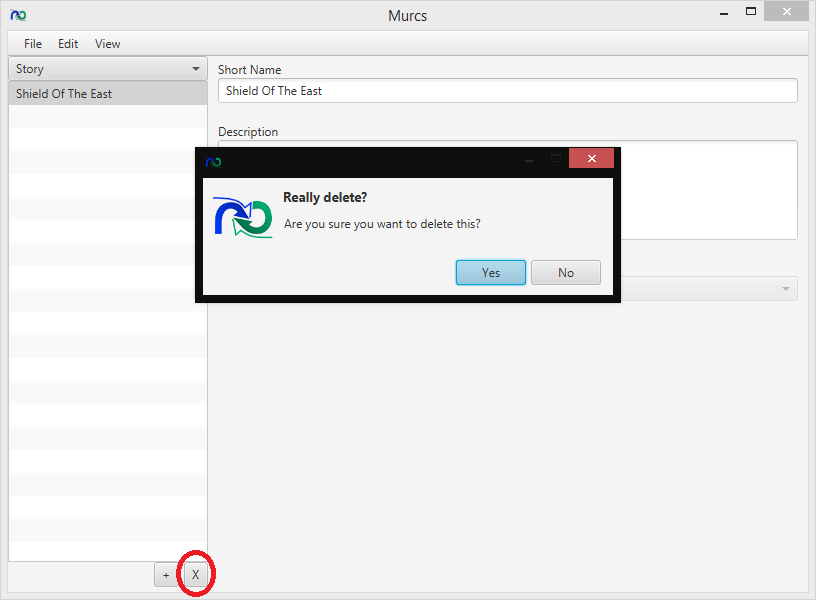 Murcs
File Edit View
Story
Shield Of The East
Short Name
Shield Of The East
Description
Really delete?
Are you sure you want to delete this?
Yes No
+ X